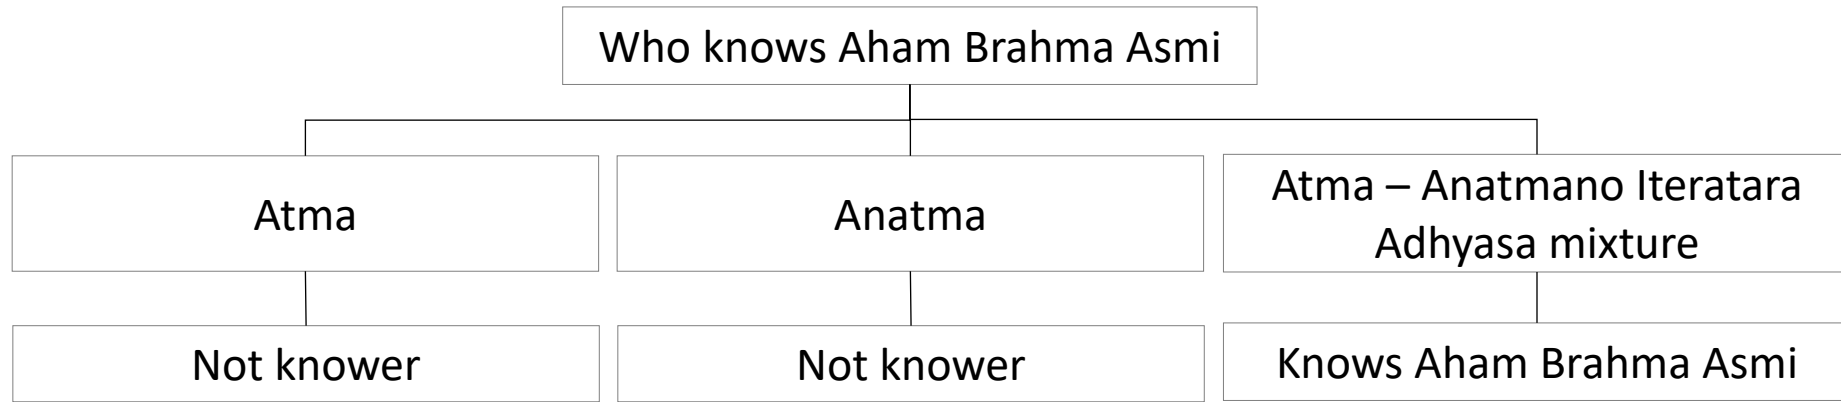 Who knows Aham Brahma Asmi
Atma
Anatma
Atma – Anatmano Iteratara
Adhyasa mixture
Not knower
Not knower
Knows Aham Brahma Asmi